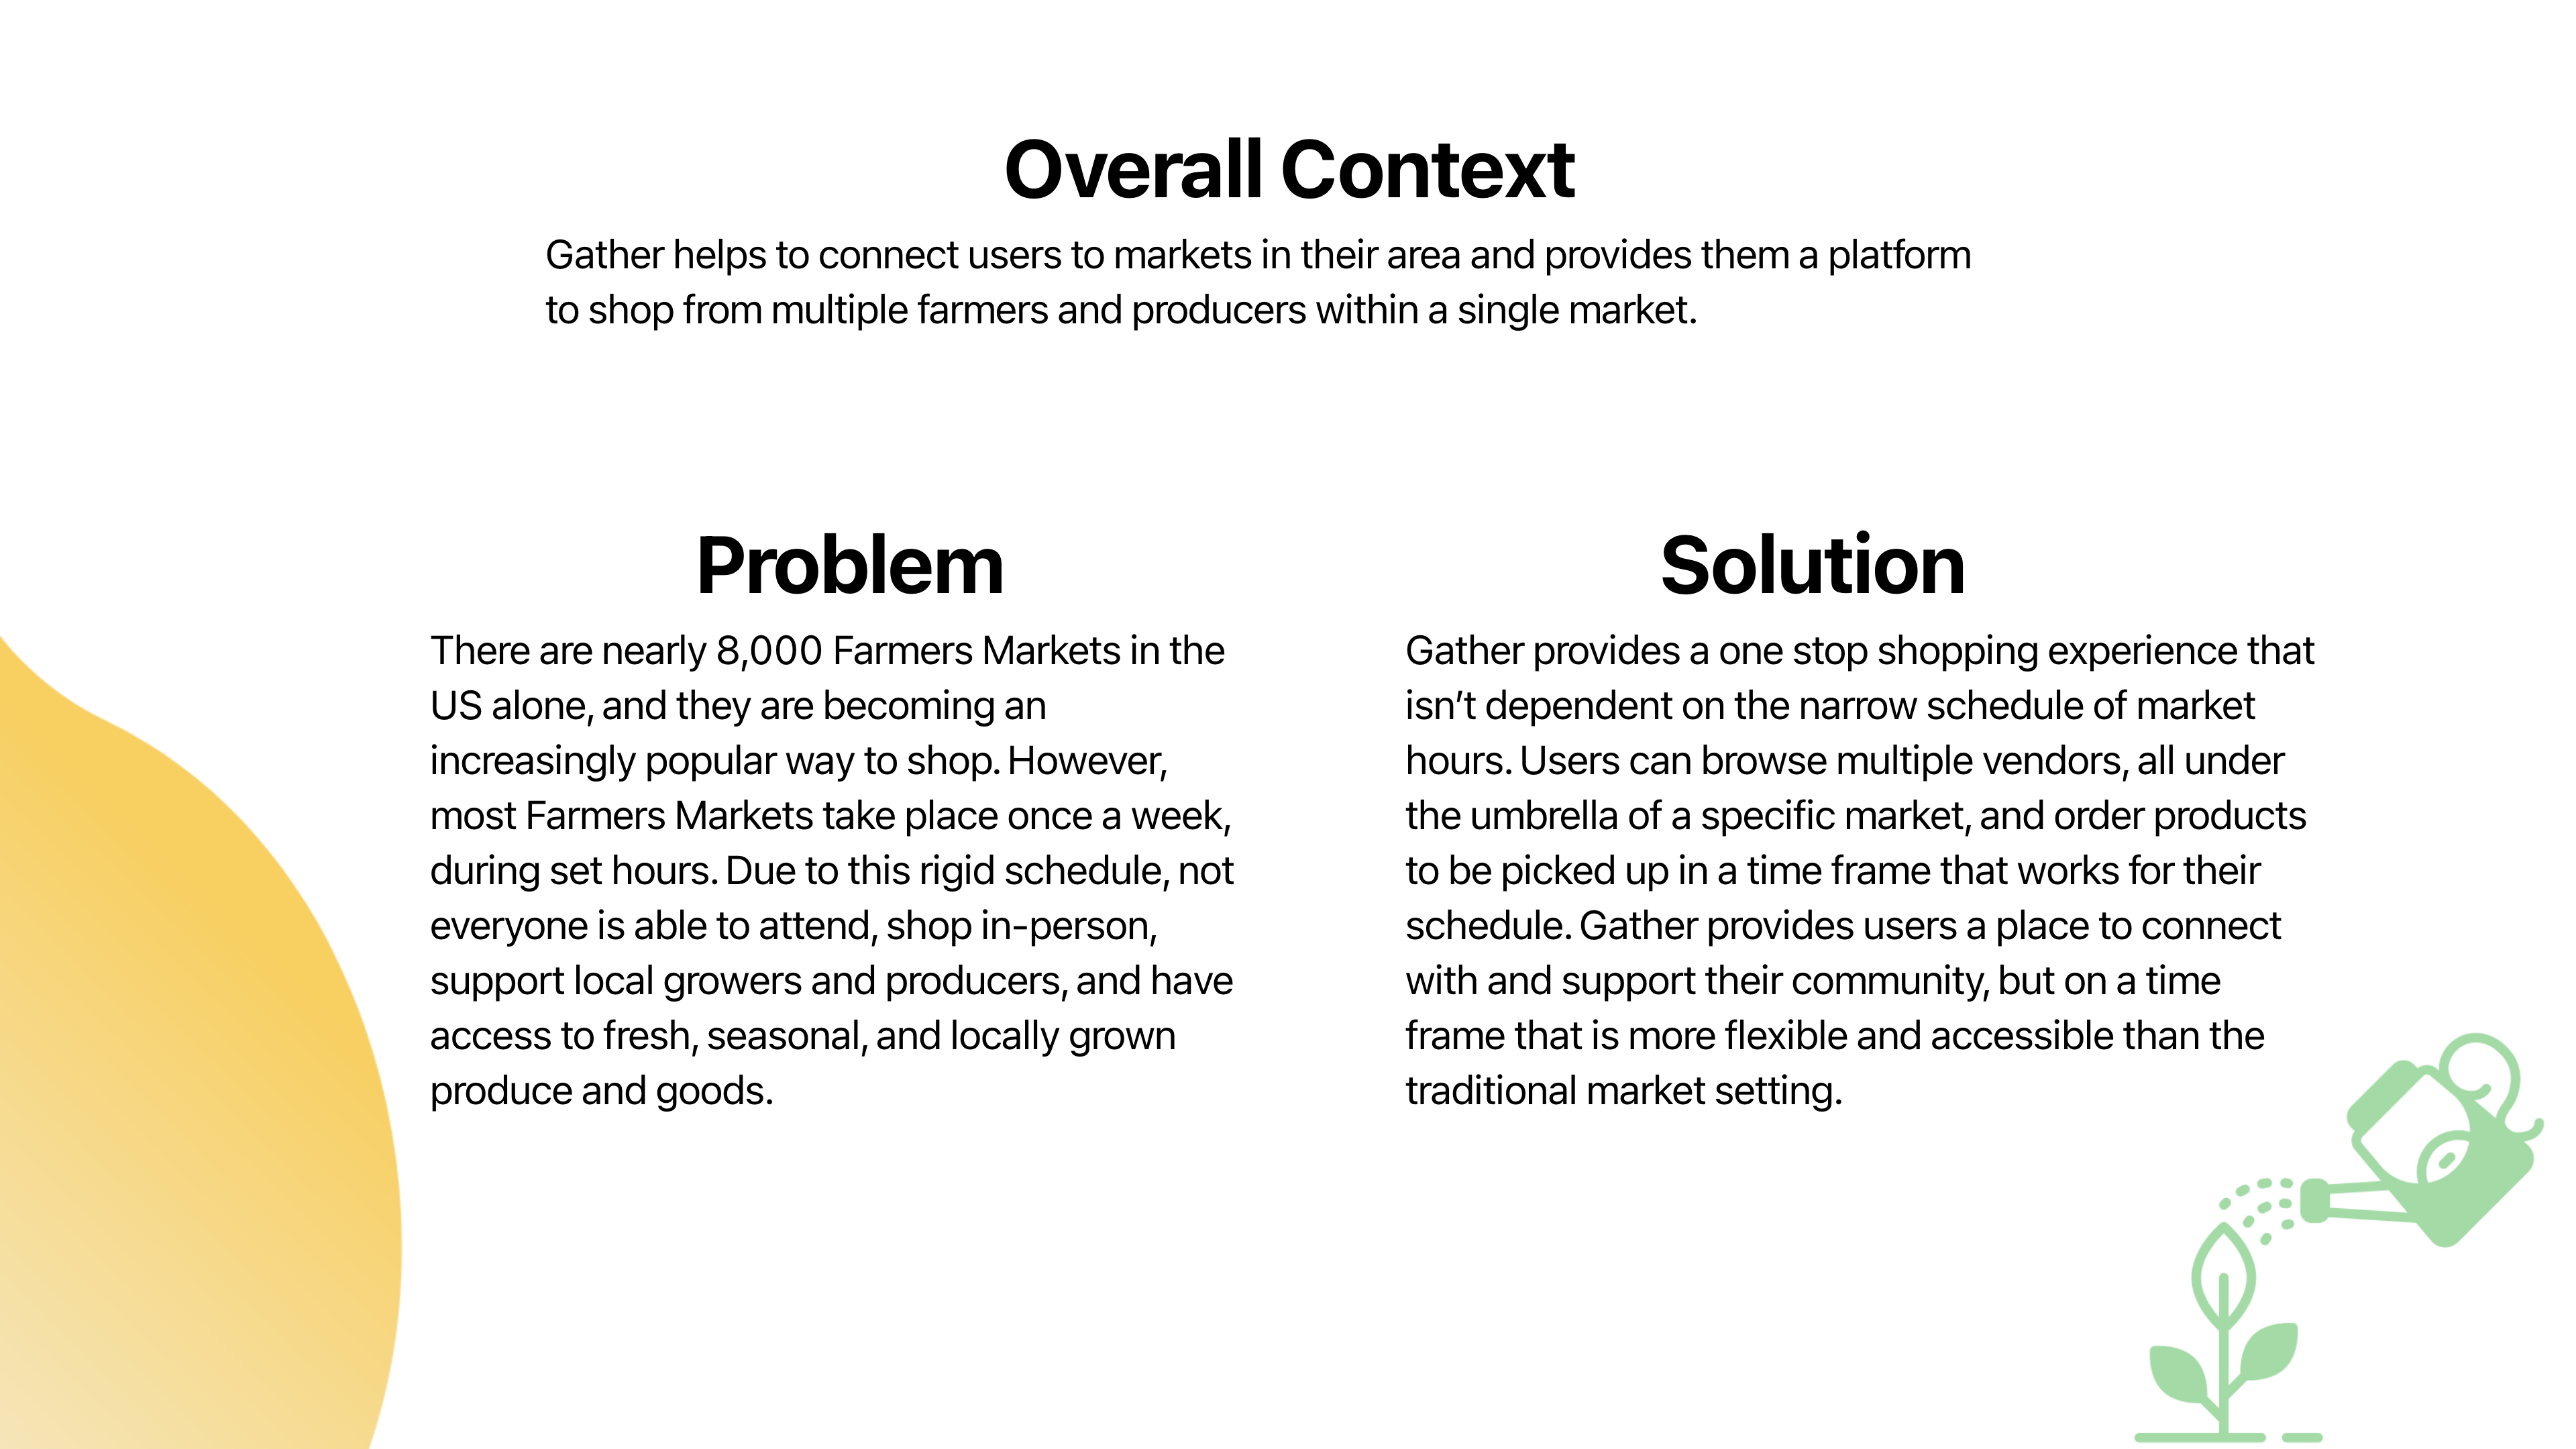 Overall Context
Gather helps to connect users to markets in their area and provides them a platform
to shop from multiple farmers and producers within a single market.
Problem
There are nearly 8,000 Farmers Markets in the
US alone, and they are becoming an
increasingly popular way to shop. However,
most Farmers Markets take place once a week,
during set hours. Due to this rigid schedule, not
everyone is able to attend, shop in-person,
support local growers and producers, and have
access to fresh, seasonal, and locally grown
produce and goods.
Solution
Gather provides a one stop shopping experience that
isn’t dependent on the narrow schedule of market
hours. Users can browse multiple vendors, all under
the umbrella of a specific market, and order products
to be picked up in a time frame that works for their
schedule. Gather provides users a place to connect
with and support their community, but on a time
frame that is more flexible and accessible than the
traditional market setting.